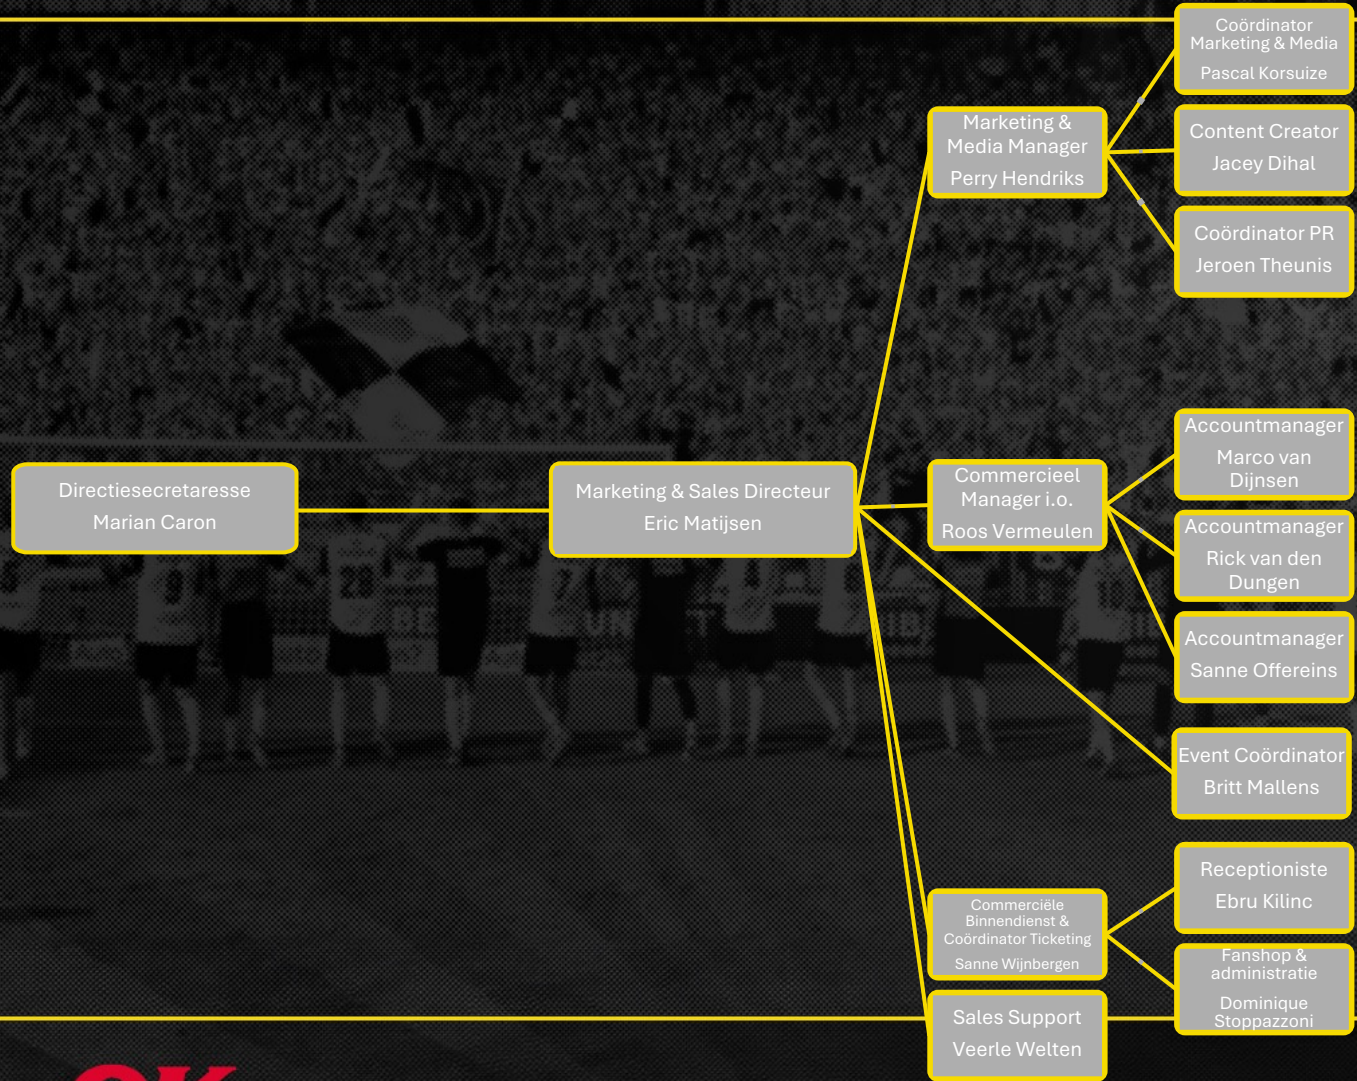 Coördinator
Marketing & Media
Pascal Korsuize
Marketing &
Media Manager
Perry Hendriks
Content Creator
Jacey Dihal
Coördinator PR
Jeroen Theunis
Directiesecretaresse
Marian Caron
Marketing & Sales Directeur
Eric Matijsen
Commercieel
Manager i.o.
Roos Vermeulen
Accountmanager
Marco van
Dijnsen
Accountmanager
Rick van den
Dungen
Accountmanager
Sanne Offereins
Event Coördinator
Britt Mallens
Commerciële
Binnendienst &
Coördinator Ticketing
Sanne Wijnbergen
Receptioniste
Ebru Kilinc
Fanshop &
administratie
Dominique
Stoppazzoni
Sales Support
Veerle Welten